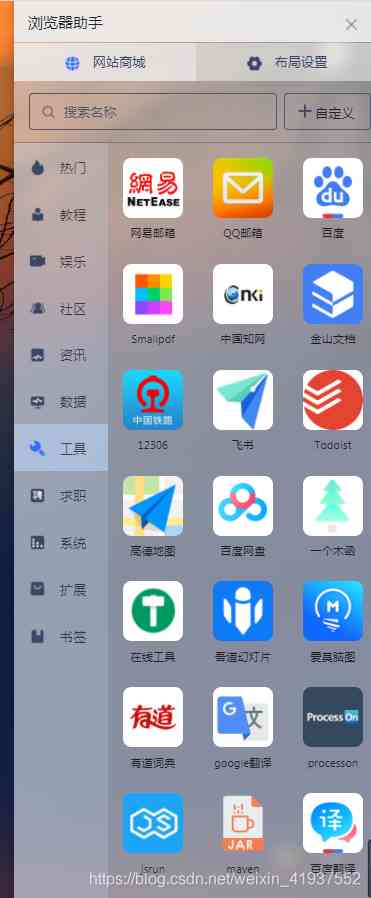 浏览器助手
网站商城
布局设置
搜索名称
自定义
热门
教程
娱乐
社区
资讯
数据
工具
求职
系统
扩展
书签
網易
NETEASE
网易邮箱
QQ邮箱
du
百度
Smallpdf
cnki
中国知网
金山文档
中国铁路
12306
飞书
Todoist
高德地图
百度网盘
一个木函
T
在线工具
吾道幻灯片
M
爱莫脑图
有道
有道词典
G
文
google翻译
ProcessOn
processon
JS
jsrun
JAR
maven
译
百度翻译
https://blog.csdn.net/weixin_41937552